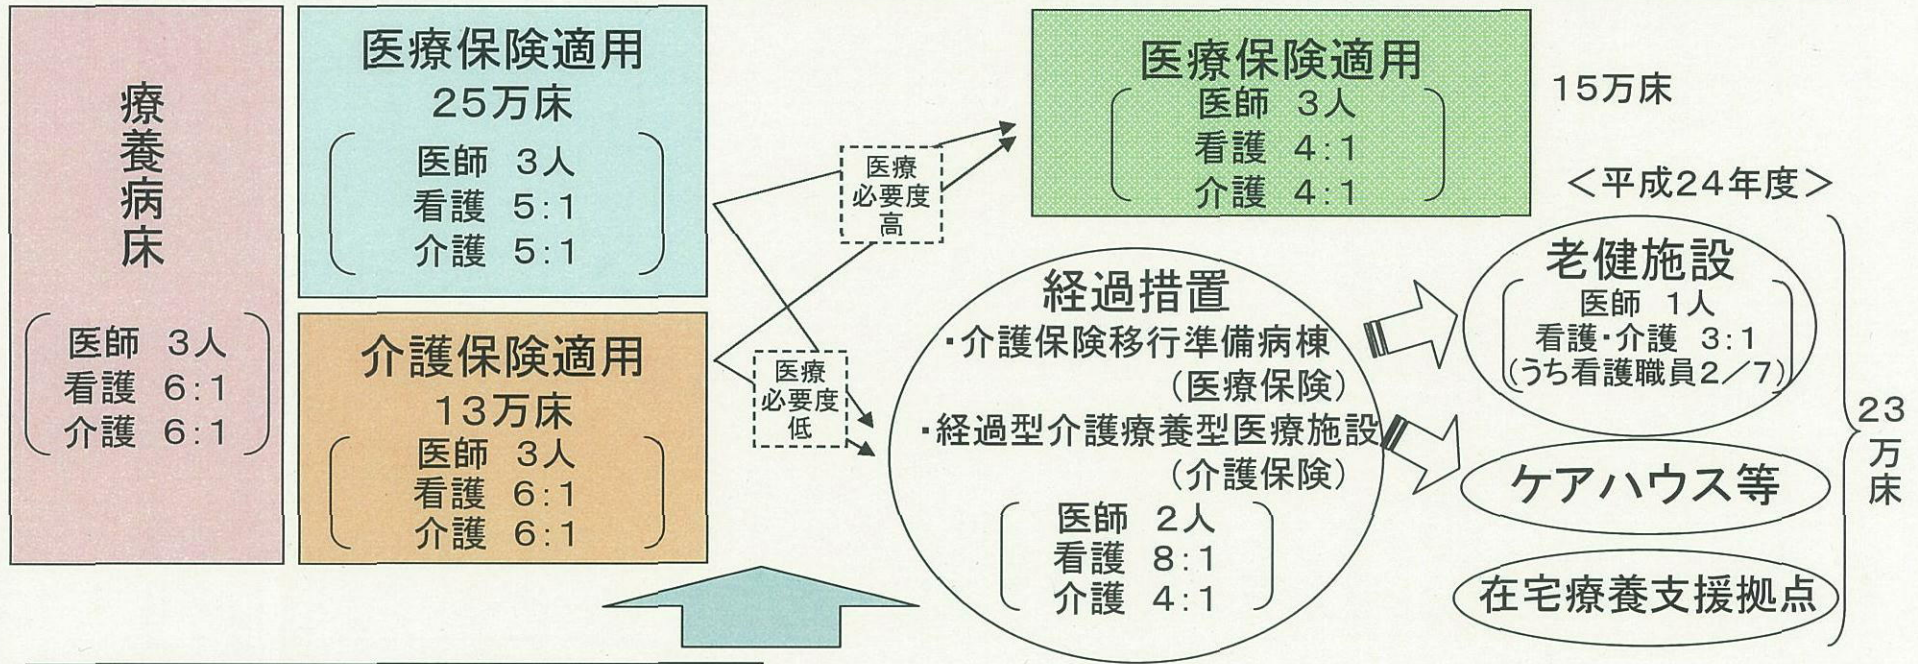 療養病床
医師 3人
看護 6:1
介護 6:1
医療保険適用
25万床
医師 3人
看護 5:1
介護 5:1
介護保険適用
13万床
医師 3人
看護 6:1
介護 6:1
医療
必要度
高
医療
必要度
低
医療保険適用
医師 3人
看護 4:1
介護 4:1
15万床
<平成24年度>
経過措置
・介護保険移行準備病棟
(医療保険)
・経過型介護療養型医療施設
(介護保険)
医師 2人
看護 8:1
介護 4:1
老健施設
医師 1人
看護・介護 3:1
(うち看護職員2/7)
ケアハウス等
在宅療養支援拠点
23万床